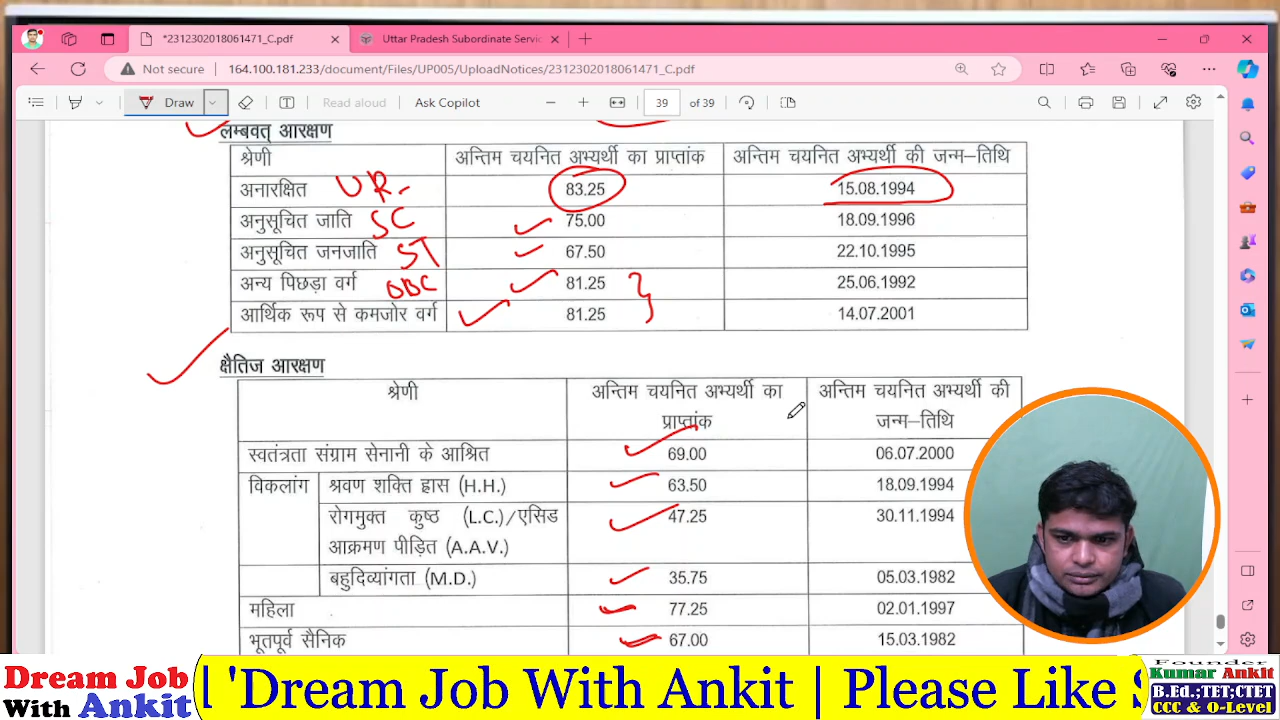 *2312302018061471_C.pdf
Uttar Pradesh Subordinate Servic
Not secure
164.100.181.233/document/Files/UP005/UploadNotices/2312302018061471_C.pdf
Draw
Read aloud
Ask Copilot
39 of 39
लम्बवत् आरक्षण
श्रेणी अन्तिम चयनित अभ्यर्थी का प्राप्तांक अन्तिम चयनित अभ्यर्थी की जन्म–तिथि
अनारक्षित UR 83.25 15.08.1994
अनुसूचित जाति SC 75.00 18.09.1996
अनुसूचित जनजाति ST 67.50 22.10.1995
अन्य पिछड़ा वर्ग OBC 81.25 25.06.1992
आर्थिक रूप से कमजोर वर्ग 81.25 14.07.2001
क्षैतिज आरक्षण
श्रेणी अन्तिम चयनित अभ्यर्थी का अन्तिम चयनित अभ्यर्थी की
प्राप्तांक जन्म–तिथि
स्वतंत्रता संग्राम सेनानी के आश्रित 69.00 06.07.2000
विकलांग श्रवण शक्ति ह्रास (H.H.) 63.50 18.09.1994
रोगमुक्त कुष्ठ (L.C.)/एसिड 47.25 30.11.1994
आक्रमण पीड़ित (A.A.V.)
बहुदिव्यांगता (M.D.) 35.75 05.03.1982
महिला 77.25 02.01.1997
भूतपूर्व सैनिक 67.00 15.03.1982
Dream Job
With Ankit
'Dream Job With Ankit | Please Like S
Founder
Kumar Ankit
B.Ed.;TET;CTET
CCC & O-Level